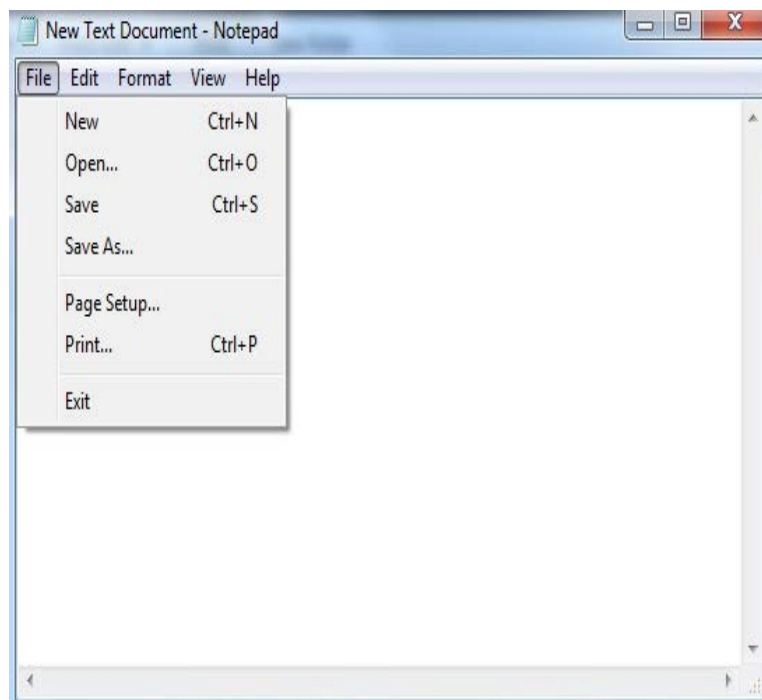 New Text Document - Notepad
File Edit Format View Help
New Ctrl+N
Open... Ctrl+O
Save Ctrl+S
Save As...
Page Setup...
Print... Ctrl+P
Exit